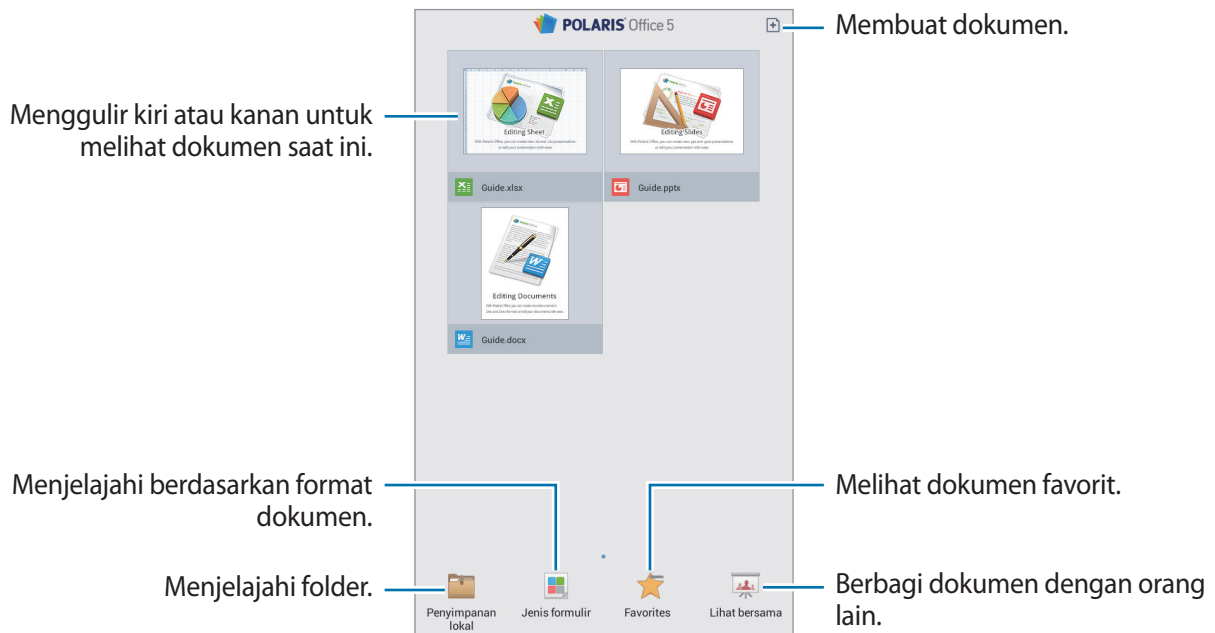 POLARIS Office 5
Membuat dokumen.
Menggulir kiri atau kanan untuk
melihat dokumen saat ini.
Editing Sheet
Editing Slides
Guide.xlsx
Guide.pptx
Editing Documents
Guide.docx
Menjelajahi berdasarkan format
dokumen.
Melihat dokumen favorit.
Menjelajahi folder.
Berbagi dokumen dengan orang
lain.
Penyimpanan
lokal
Jenis formulir
Favorites
Lihat bersama